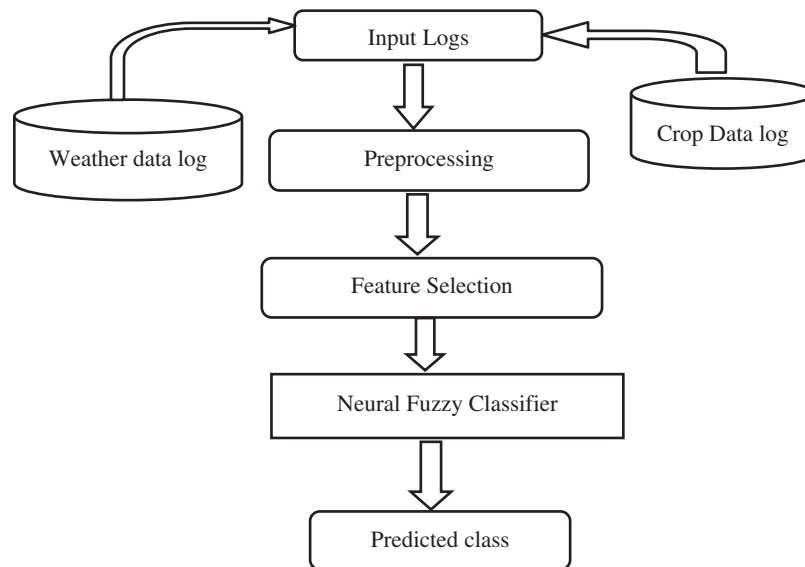 Input Logs
Weather data log
Crop Data log
Preprocessing
Feature Selection
Neural Fuzzy Classifier
Predicted class